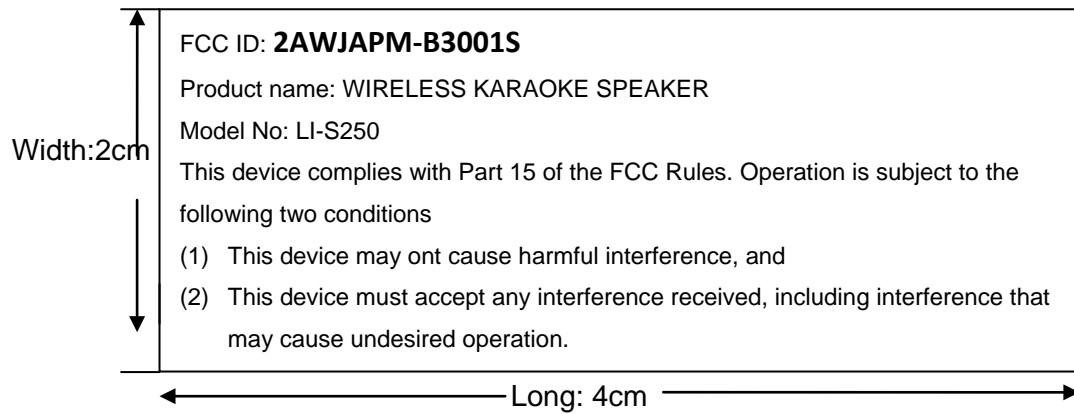 FCC ID: 2AWJAPM-B3001S
Product name: WIRELESS KARAOKE SPEAKER
Model No: LI-S250
Width:2cm
This device complies with Part 15 of the FCC Rules. Operation is subject to the
following two conditions
(1) This device may ont cause harmful interference, and
(2) This device must accept any interference received, including interference that
may cause undesired operation.
Long: 4cm